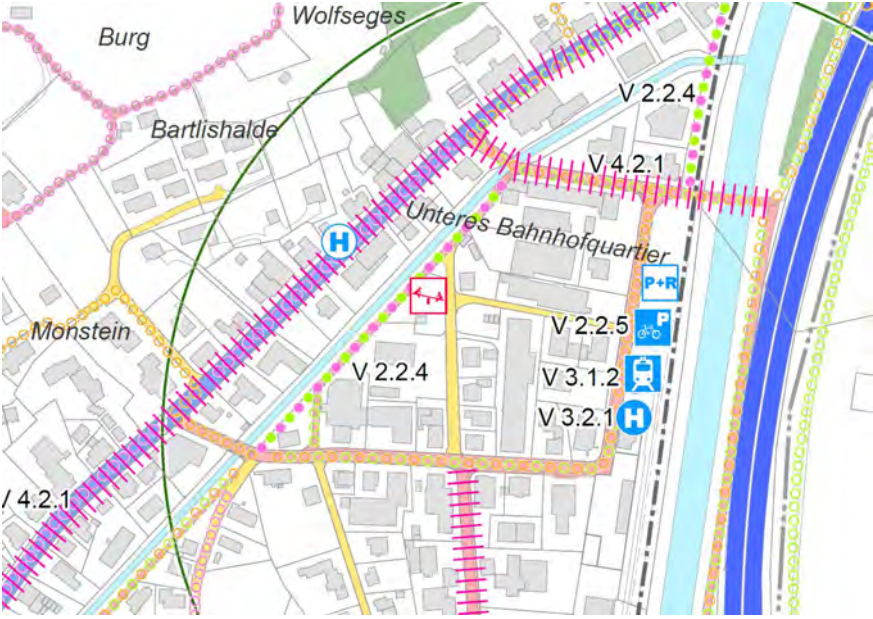 Wolfseges
Burg
V 2.2.4
Bartlishalde
V 4.2.1
Unteres Bahnhofquartier
H
P+R
Monstein
P
V 2.2.5
V 2.2.4
V 3.1.2
V 3.2.1 H
V 4.2.1